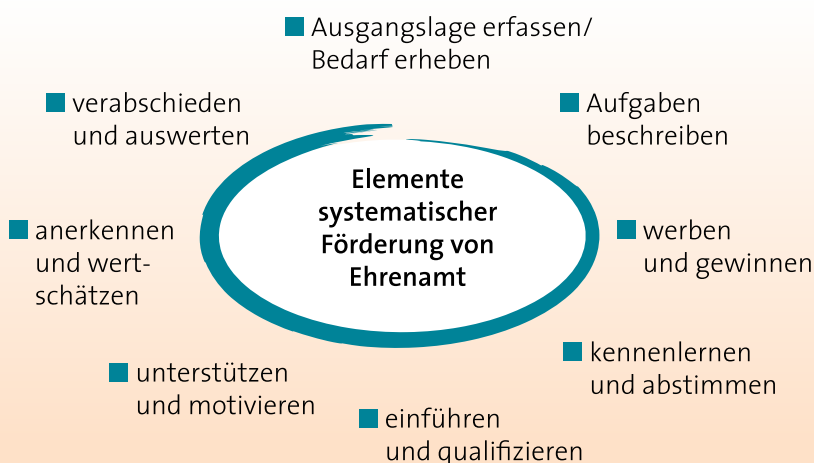 Ausgangslage erfassen/
Bedarf erheben
Aufgaben
beschreiben
werben
und gewinnen
kennenlernen
und abstimmen
einführen
und qualifizieren
unterstützen
und motivieren
anerkennen
und wert-
schätzen
verabschieden
und auswerten
Elemente
systematischer
Förderung von
Ehrenamt